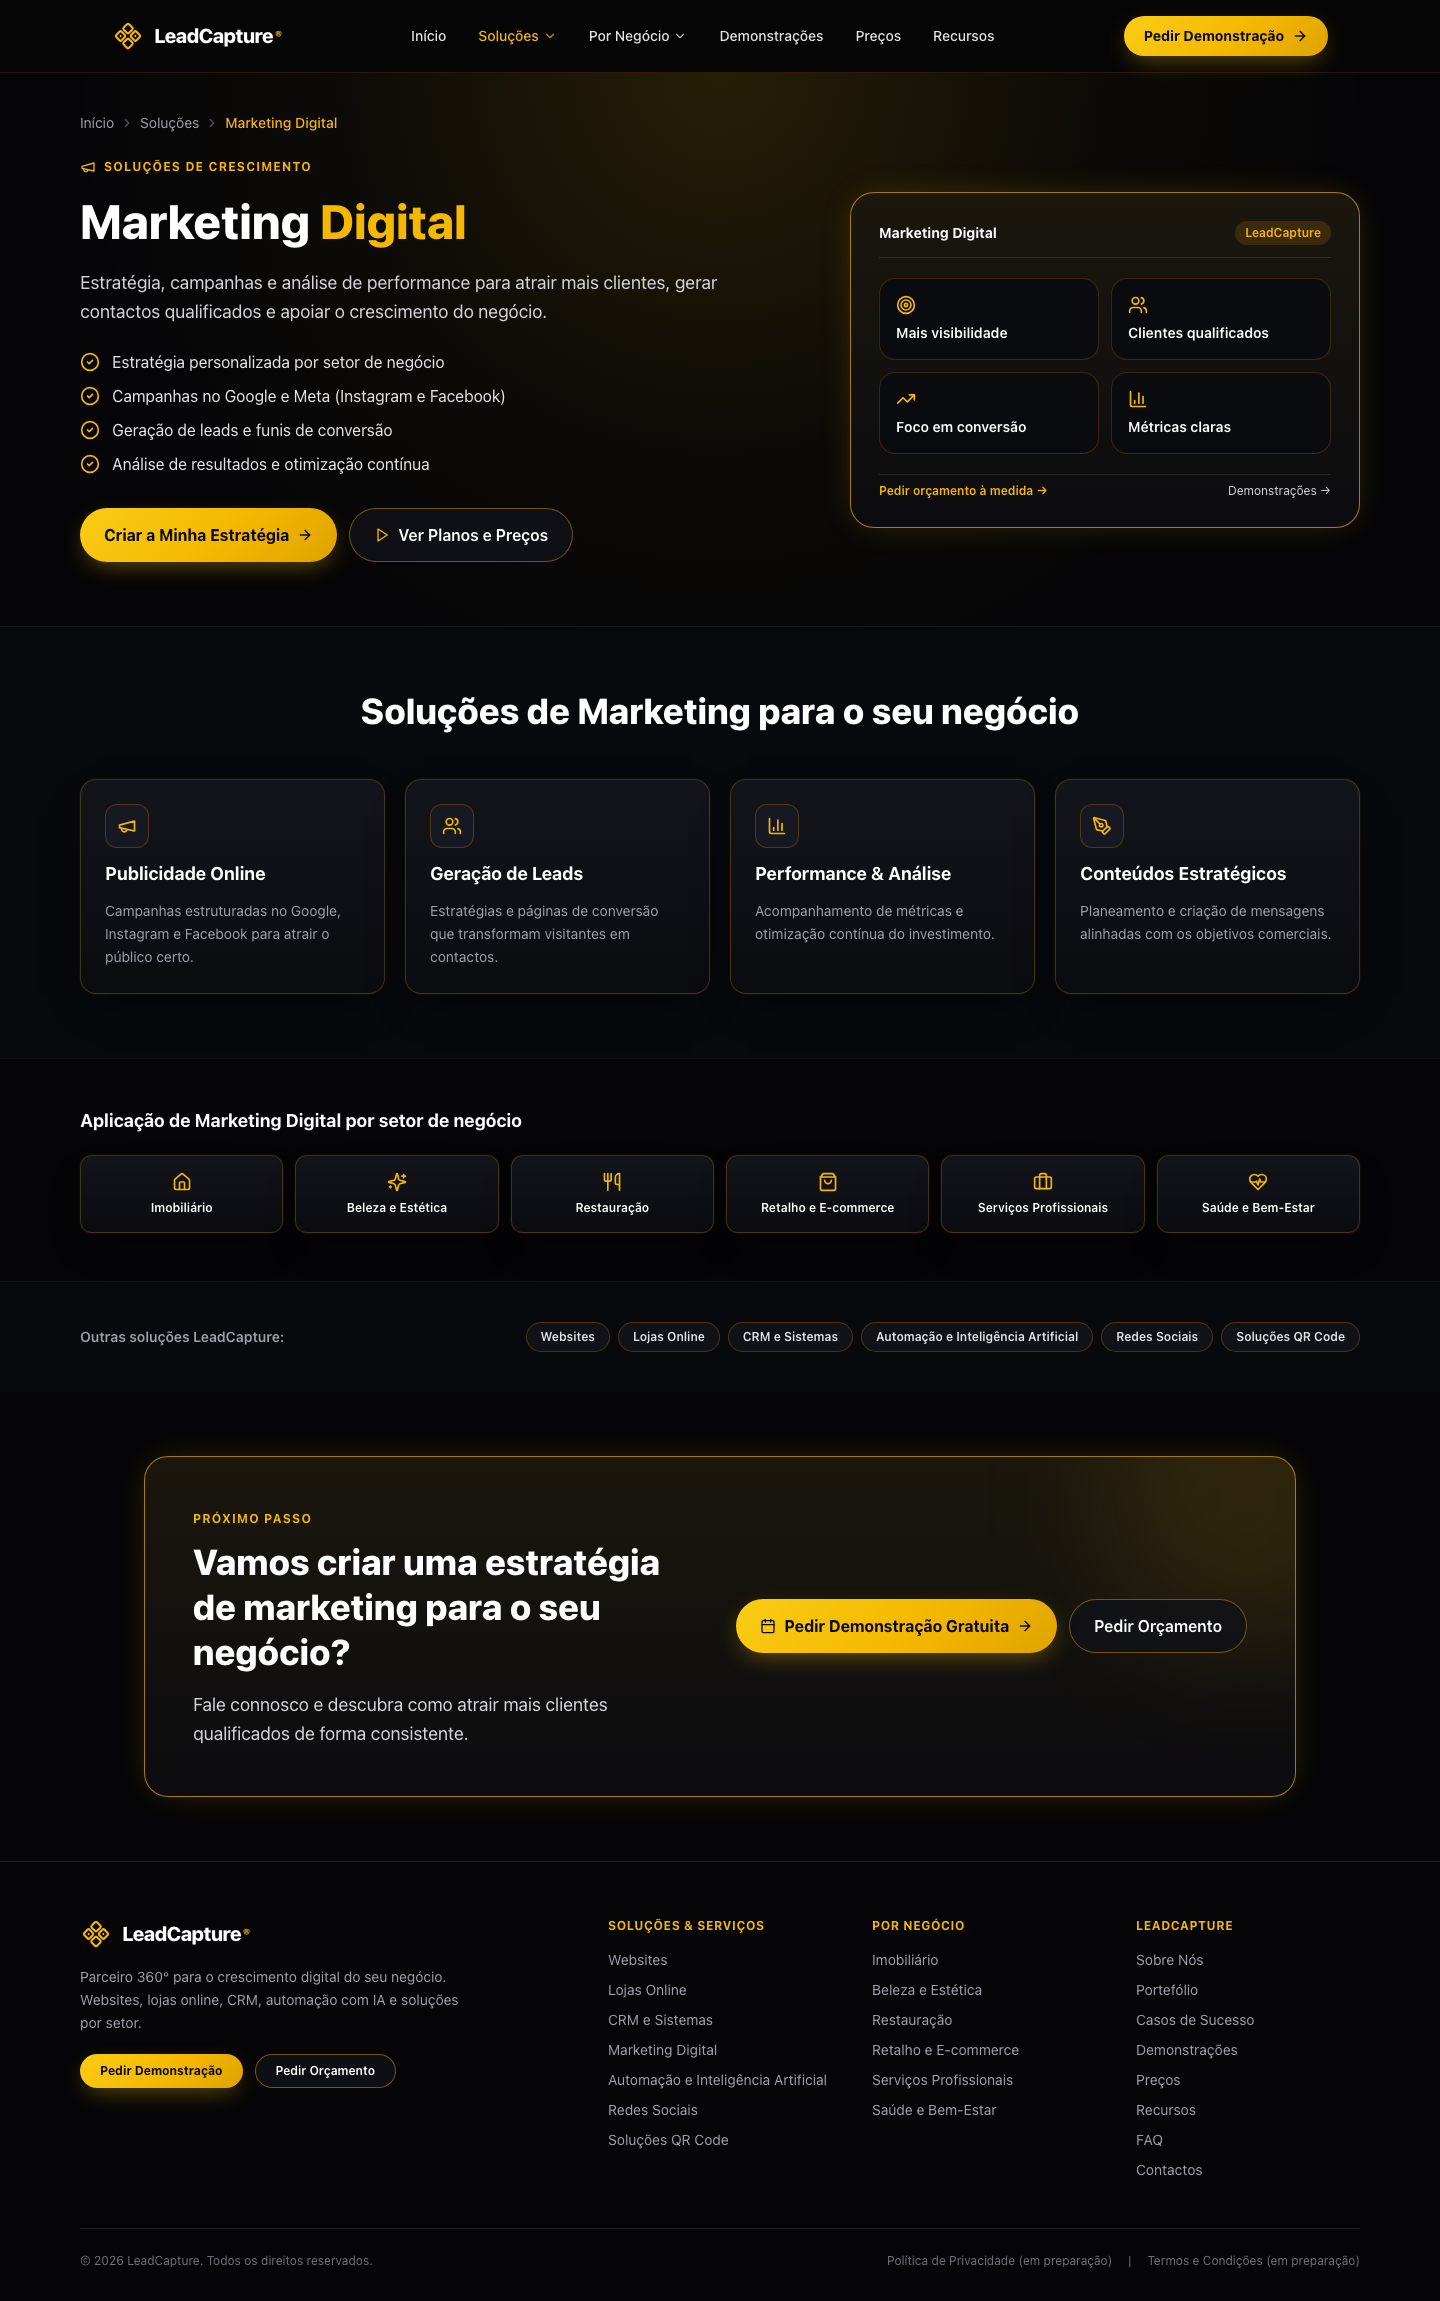 LeadCapture®
Início
Soluções
Por Negócio
Demonstrações
Preços
Recursos
Pedir Demonstração →
Início > Soluções > Marketing Digital
SOLUÇÕES DE CRESCIMENTO
Marketing Digital
Estratégia, campanhas e análise de performance para atrair mais clientes, gerar
contactos qualificados e apoiar o crescimento do negócio.
Estratégia personalizada por setor de negócio
Campanhas no Google e Meta (Instagram e Facebook)
Geração de leads e funis de conversão
Análise de resultados e otimização contínua
Criar a Minha Estratégia →
Ver Planos e Preços
Marketing Digital
LeadCapture
Mais visibilidade
Clientes qualificados
Foco em conversão
Métricas claras
Pedir orçamento à medida →
Demonstrações →
Soluções de Marketing para o seu negócio
Publicidade Online
Campanhas estruturadas no Google,
Instagram e Facebook para atrair o
público certo.
Geração de Leads
Estratégias e páginas de conversão
que transformam visitantes em
contactos.
Performance & Análise
Acompanhamento de métricas e
otimização contínua do investimento.
Conteúdos Estratégicos
Planeamento e criação de mensagens
alinhadas com os objetivos comerciais.
Aplicação de Marketing Digital por setor de negócio
Imobiliário
Beleza e Estética
Restauração
Retalho e E-commerce
Serviços Profissionais
Saúde e Bem-Estar
Outras soluções LeadCapture:
Websites
Lojas Online
CRM e Sistemas
Automação e Inteligência Artificial
Redes Sociais
Soluções QR Code
PRÓXIMO PASSO
Vamos criar uma estratégia
de marketing para o seu
negócio?
Fale connosco e descubra como atrair mais clientes
qualificados de forma consistente.
Pedir Demonstração Gratuita →
Pedir Orçamento
LeadCapture®
Parceiro 360° para o crescimento digital do seu negócio.
Websites, lojas online, CRM, automação com IA e soluções
por setor.
Pedir Demonstração
Pedir Orçamento
SOLUÇÕES & SERVIÇOS
Websites
Lojas Online
CRM e Sistemas
Marketing Digital
Automação e Inteligência Artificial
Redes Sociais
Soluções QR Code
POR NEGÓCIO
Imobiliário
Beleza e Estética
Restauração
Retalho e E-commerce
Serviços Profissionais
Saúde e Bem-Estar
LEADCAPTURE
Sobre Nós
Portefólio
Casos de Sucesso
Demonstrações
Preços
Recursos
FAQ
Contactos
© 2026 LeadCapture. Todos os direitos reservados.
Política de Privacidade (em preparação) | Termos e Condições (em preparação)